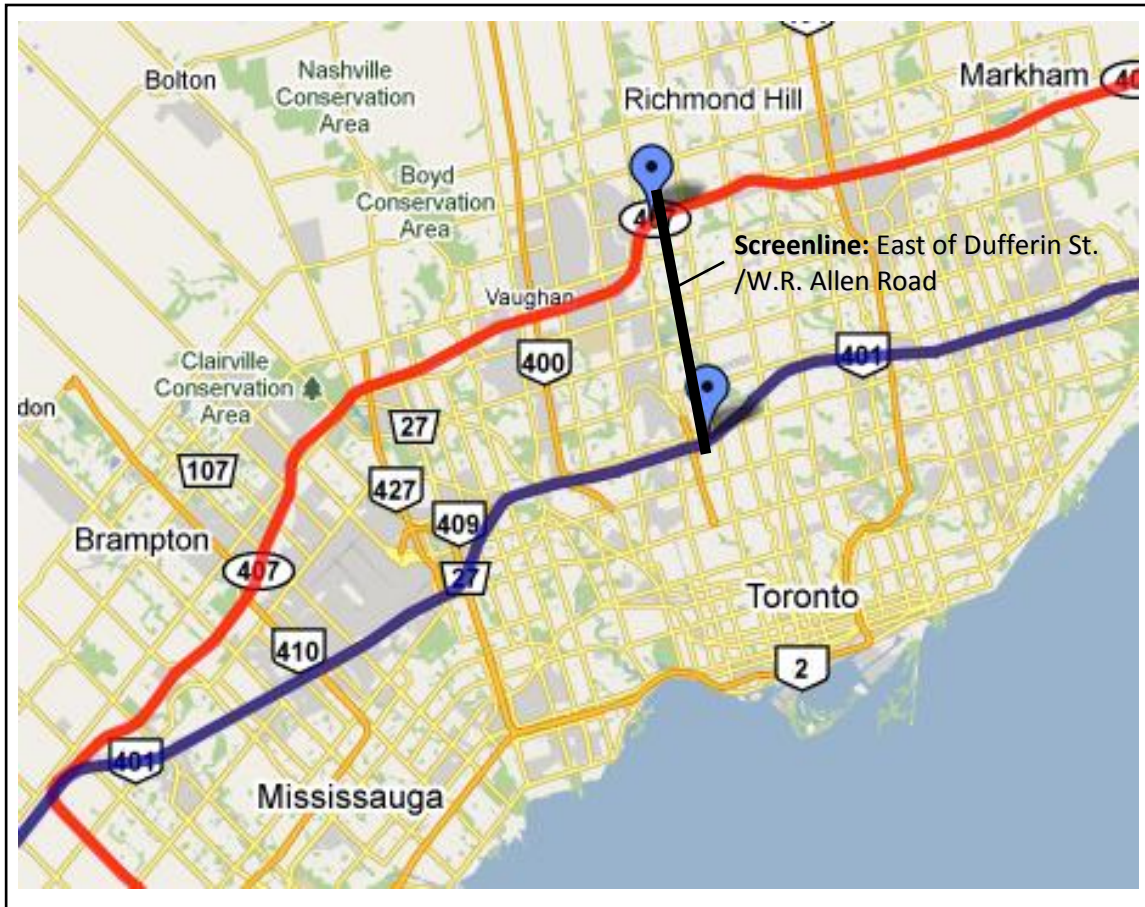 Bolton
Nashville
Conservation
Area
Richmond Hill
Markham
Boyd
Conservation
Area
Screenline: East of Dufferin St.
/W.R. Allen Road
Vaughan
400
401
Clairville
Conservation
Area
don
27
107
427
409
Brampton
407
27
Toronto
410
2
401
Mississauga